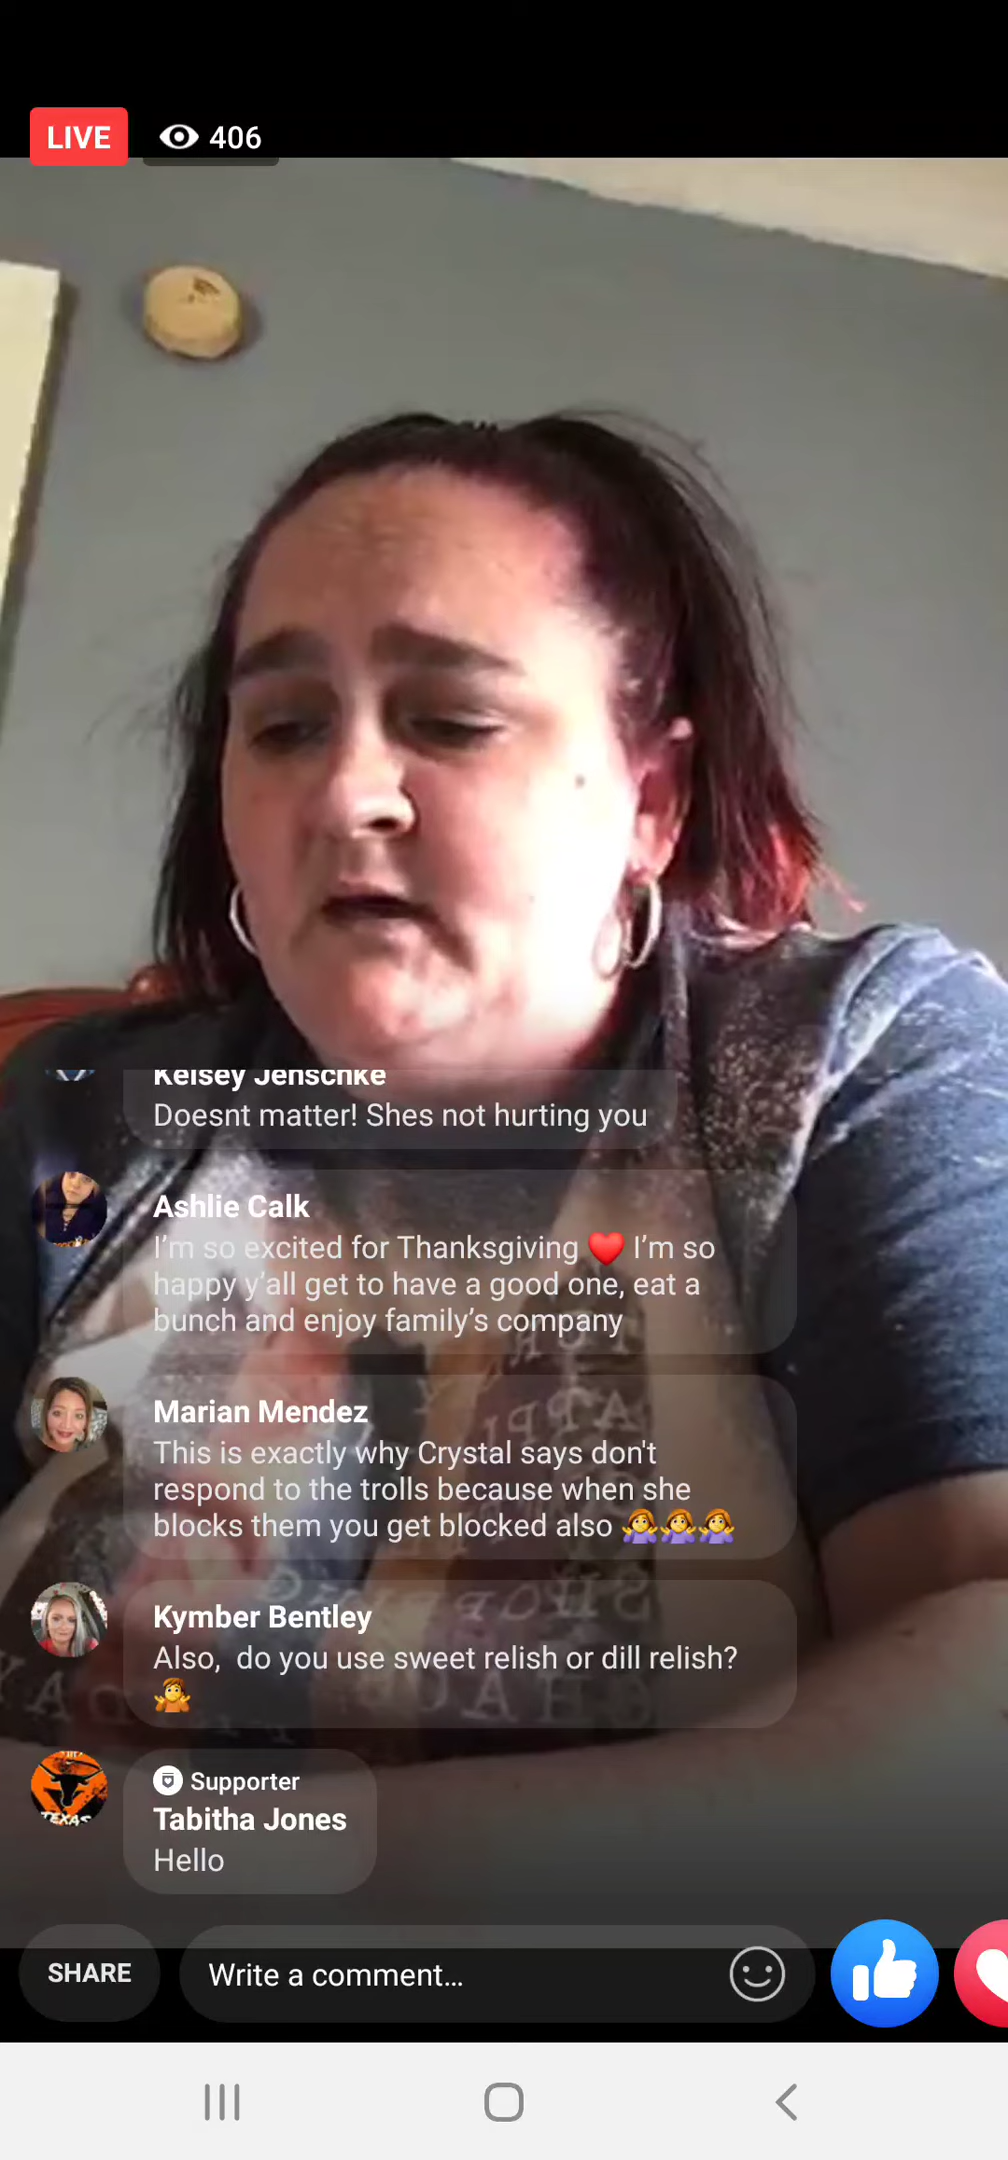 LIVE 406
Kelsey Jenschke
Doesnt matter! Shes not hurting you
Ashlie Calk
I’m so excited for Thanksgiving ❤️ I’m so
happy y’all get to have a good one, eat a
bunch and enjoy family’s company
Marian Mendez
This is exactly why Crystal says don't
respond to the trolls because when she
blocks them you get blocked also 🤷‍♀️🤷‍♀️🤷‍♀️
Kymber Bentley
Also,  do you use sweet relish or dill relish?
🤷
TEXAS
Supporter
Tabitha Jones
Hello
SHARE
Write a comment...